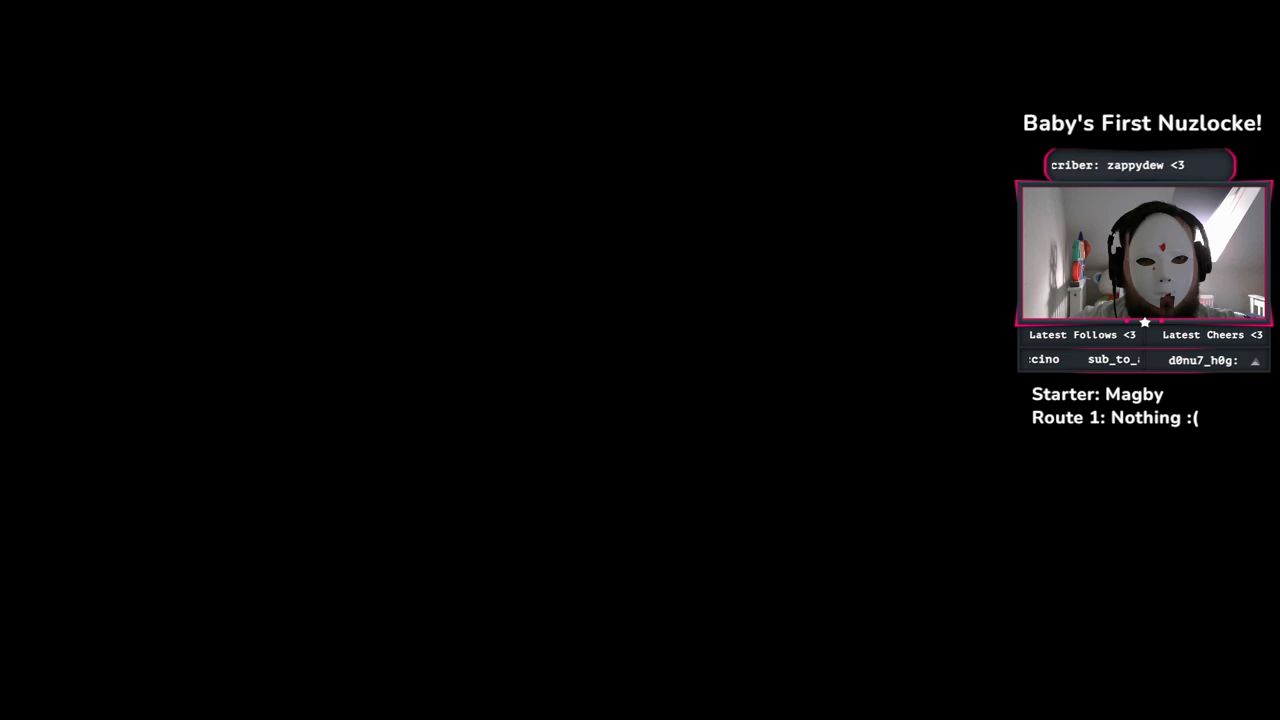 Baby's First Nuzlocke!
criber: zappydew <3
Latest Follows <3 Latest Cheers <3
cino sub_to_ d0nu7_h0g:
Starter: Magby
Route 1: Nothing :(